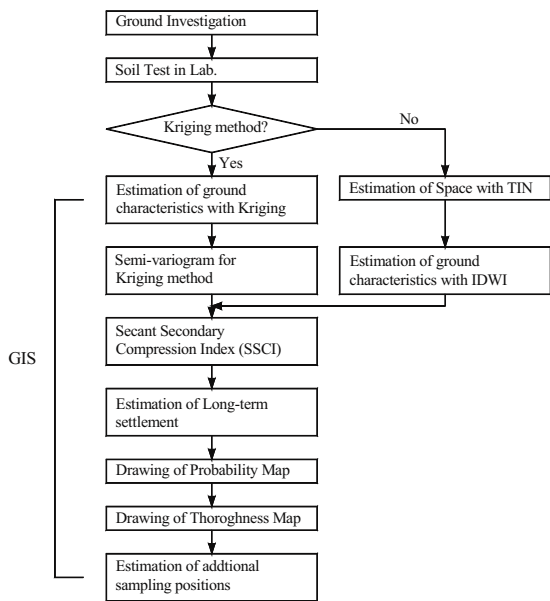 Ground Investigation
Soil Test in Lab.
Kriging method?
No
Yes
Estimation of ground
characteristics with Kriging
Estimation of Space with TIN
Semi-variogram for
Kriging method
Estimation of ground
characteristics with IDWI
Secant Secondary
Compression Index (SSCI)
GIS
Estimation of Long-term
settlement
Drawing of Probability Map
Drawing of Thoroghness Map
Estimation of addtional
sampling positions